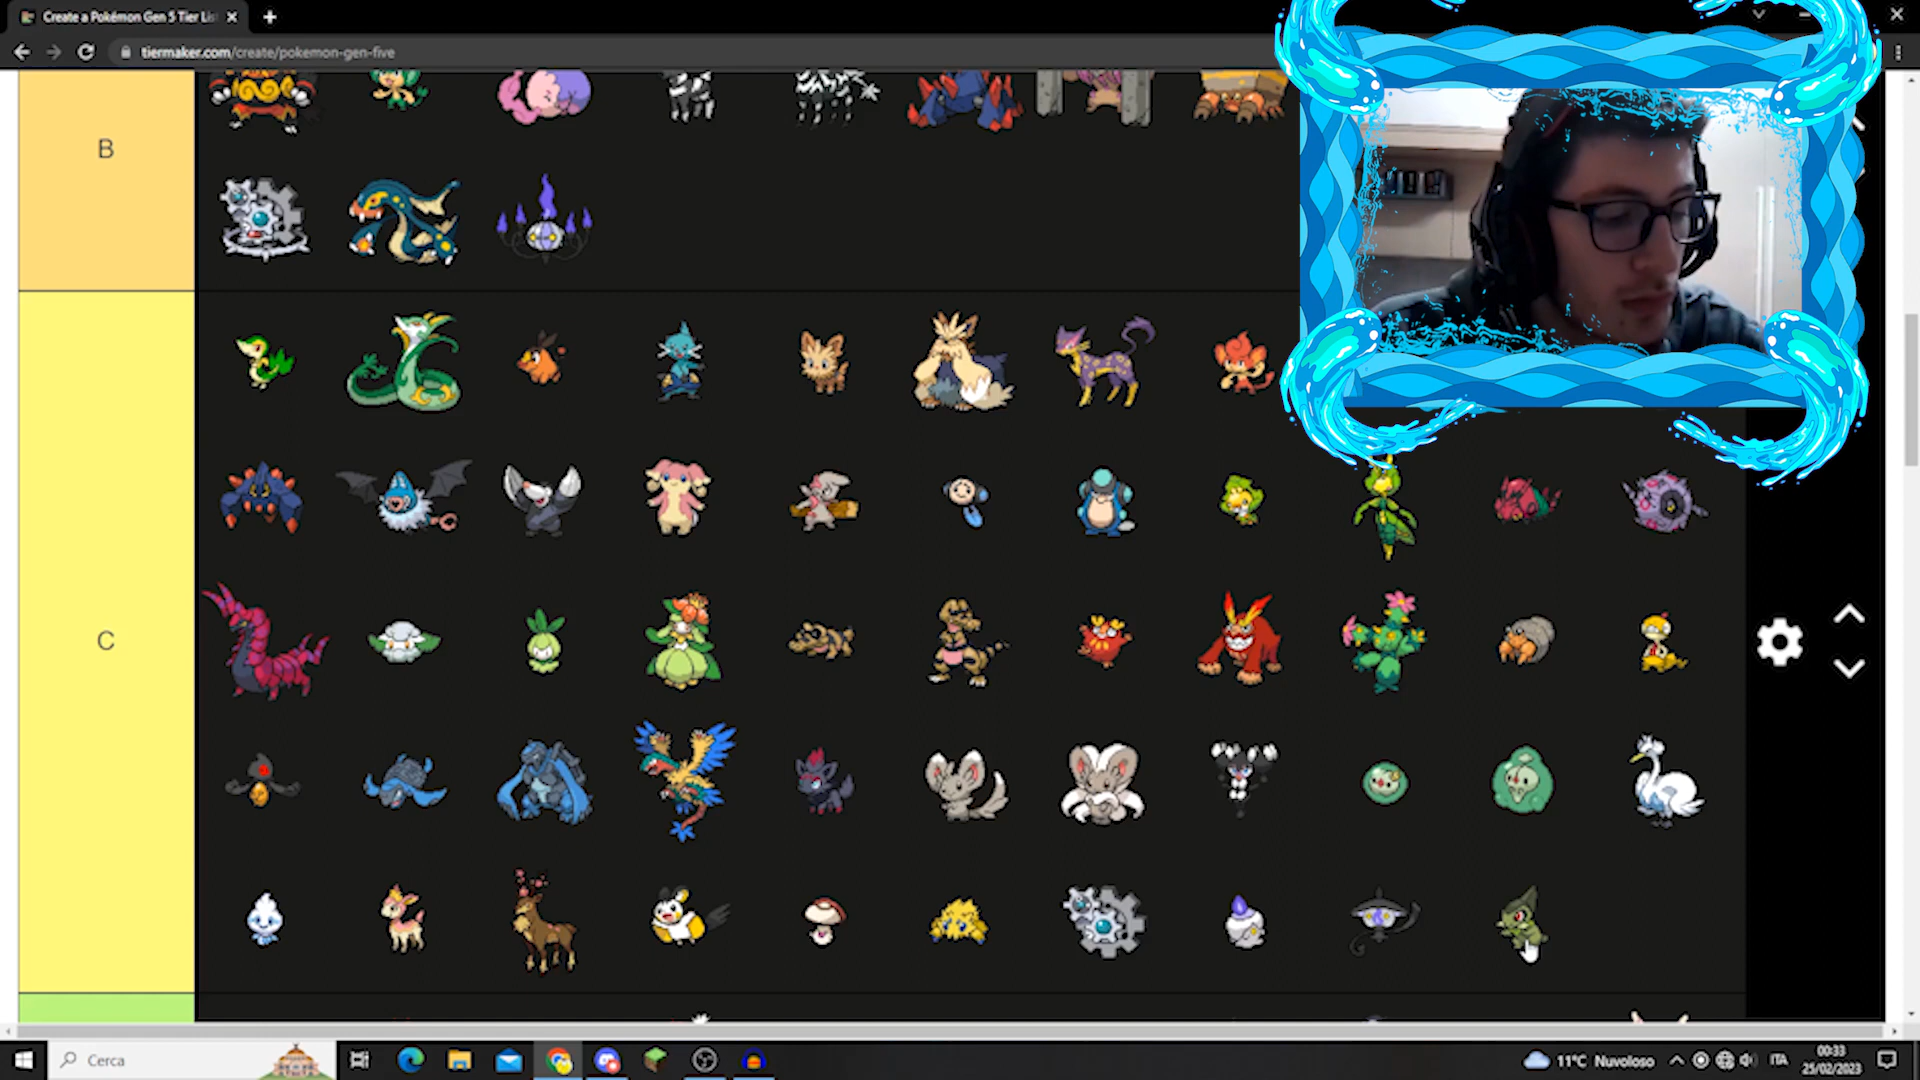 Create a Pokémon Gen 5 Tier Lis
tiermaker.com/create/pokemon-gen-five
B
C
Cerca
11°C Nuvoloso
ITA
00:33
25/02/2023